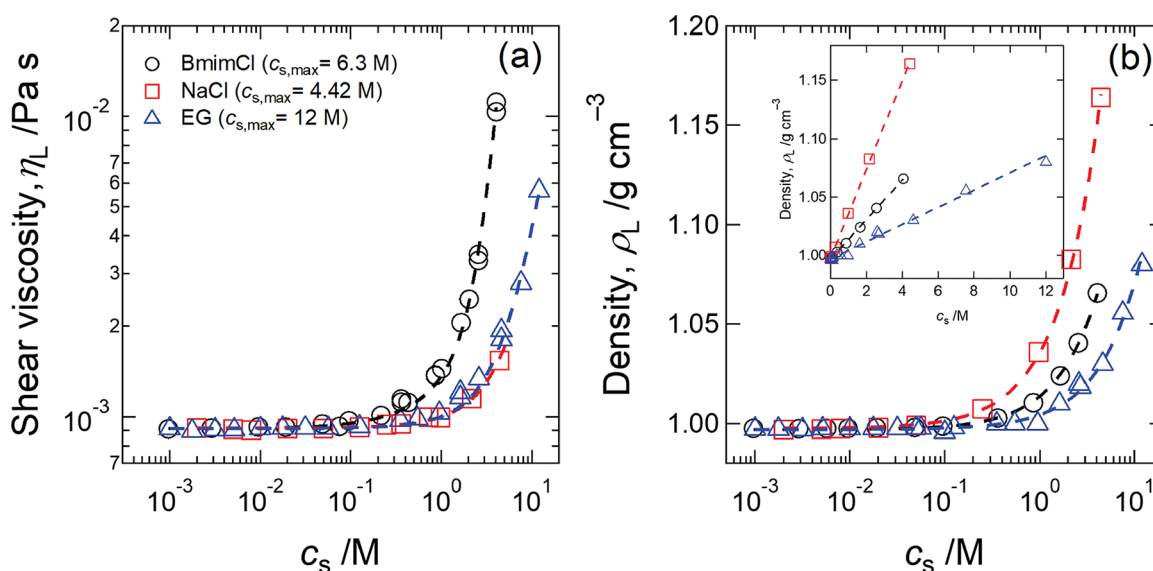 (a)
Shear viscosity, ηL /Pa s
10⁻²
6
5
4
3
2
10⁻³
9
8
7
BmimCl (cs,max= 6.3 M)
NaCl (cs,max= 4.42 M)
EG (cs,max= 12 M)
10⁻³ 10⁻² 10⁻¹ 10⁰ 10¹
cs /M
(b)
Density, ρL /g cm⁻³
1.20
1.15
1.10
1.05
1.00
0.98
10⁻³ 10⁻² 10⁻¹ 10⁰ 10¹
cs /M
Density, ρL /g cm⁻³
1.15
1.10
1.05
1.00
0 2 4 6 8 10 12
cs /M